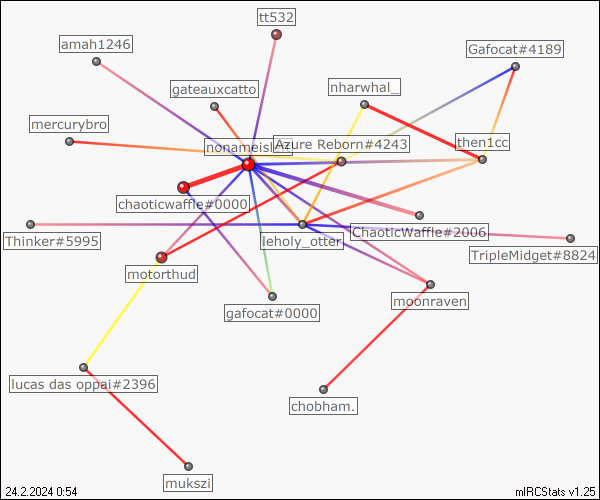 tt532
amah1246
Gafocat#4189
gateauxcatto
nharwhal_
mercurybro
Azure Reborn#4243
then1cc
chaoticwaffle#0000
Thinker#5995
leholy_otter
ChaoticWaffle#2006
TripleMidget#8824
motorthud
moonraven
gafocat#0000
lucas das oppai#2396
chobham.
mukszi
24.2.2024 0:54
mIRCStats v1.25